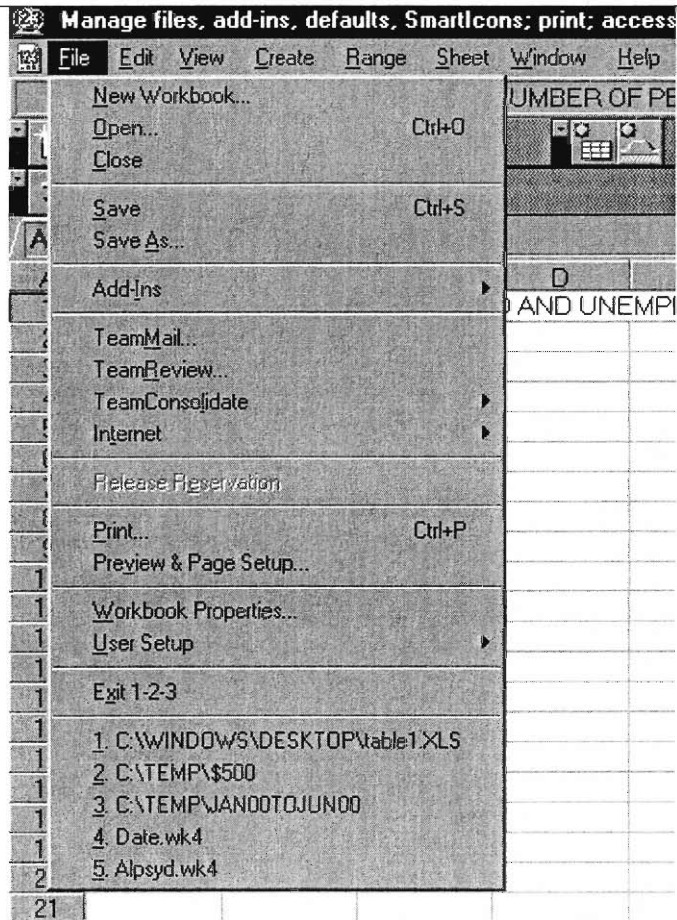 Manage files, add-ins, defaults, SmartIcons; print; access
File Edit View Create Range Sheet Window Help
New Workbook...
UMBER OF PE
Open... Ctrl+O
Close
Save Ctrl+S
Save As...
A
Add-Ins
D
AND UNEMPI
TeamMail...
TeamReview...
TeamConsolidate
Internet
Release Reservation
Print... Ctrl+P
Preview & Page Setup...
Workbook Properties...
User Setup
Exit 1-2-3
1. C:\WINDOWS\DESKTOP\table1.XLS
2. C:\TEMP\$500
3. C:\TEMP\JAN00TOJUN00
4. Date.wk4
5. Alpsyd.wk4
21